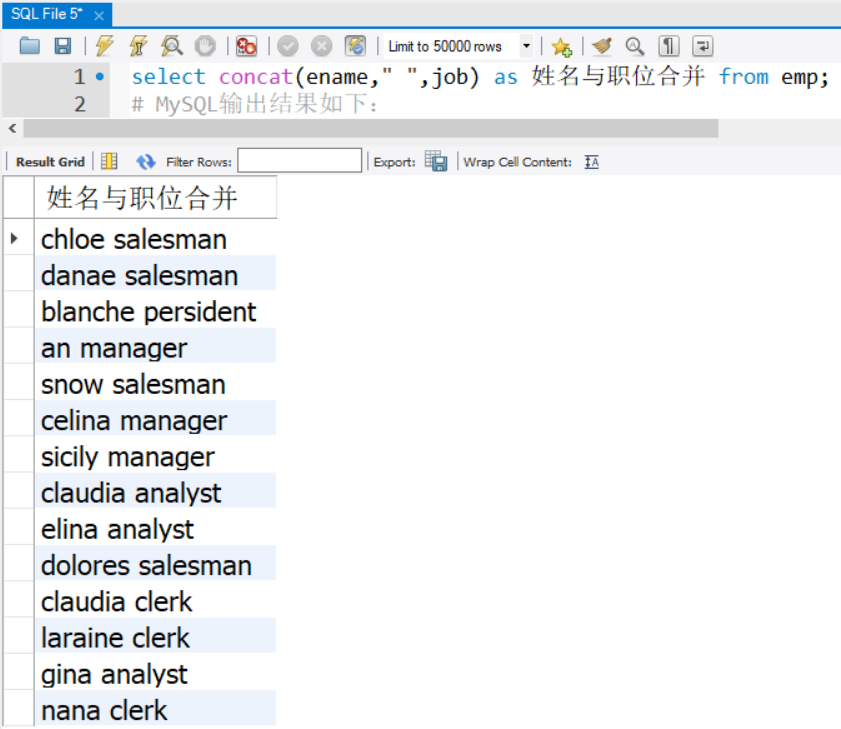 SQL File 5* ×
Limit to 50000 rows
1 select concat(ename," ",job) as 姓名与职位合并 from emp;
2 # MySQL输出结果如下：
Result Grid Filter Rows: Export: Wrap Cell Content: IA
姓名与职位合并
chloe salesman
danae salesman
blanche persident
an manager
snow salesman
celina manager
sicily manager
claudia analyst
elina analyst
dolores salesman
claudia clerk
laraine clerk
gina analyst
nana clerk